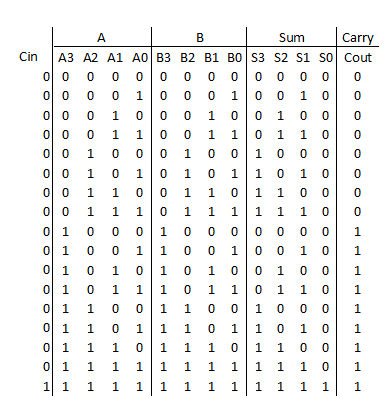 A B Sum Carry
Cin A3 A2 A1 A0 B3 B2 B1 B0 S3 S2 S1 S0 Cout
0 0 0 0 0 0 0 0 0 0 0 0 0 0
0 0 0 0 1 0 0 0 1 0 0 1 0 0
0 0 0 1 0 0 0 1 0 0 1 0 0 0
0 0 0 1 1 0 0 1 1 0 1 1 0 0
0 0 1 0 0 0 1 0 0 1 0 0 0 0
0 0 1 0 1 0 1 0 1 1 0 1 0 0
0 0 1 1 0 0 1 1 0 1 1 0 0 0
0 0 1 1 1 0 1 1 1 1 1 1 0 0
0 1 0 0 0 1 0 0 0 0 0 0 0 1
0 1 0 0 1 1 0 0 1 0 0 1 0 1
0 1 0 1 0 1 0 1 0 0 1 0 0 1
0 1 0 1 1 1 0 1 1 0 1 1 0 1
0 1 1 0 0 1 1 0 0 1 0 0 0 1
0 1 1 0 1 1 1 0 1 1 0 1 0 1
0 1 1 1 0 1 1 1 0 1 1 0 0 1
0 1 1 1 1 1 1 1 1 1 1 1 0 1
1 1 1 1 1 1 1 1 1 1 1 1 1 1